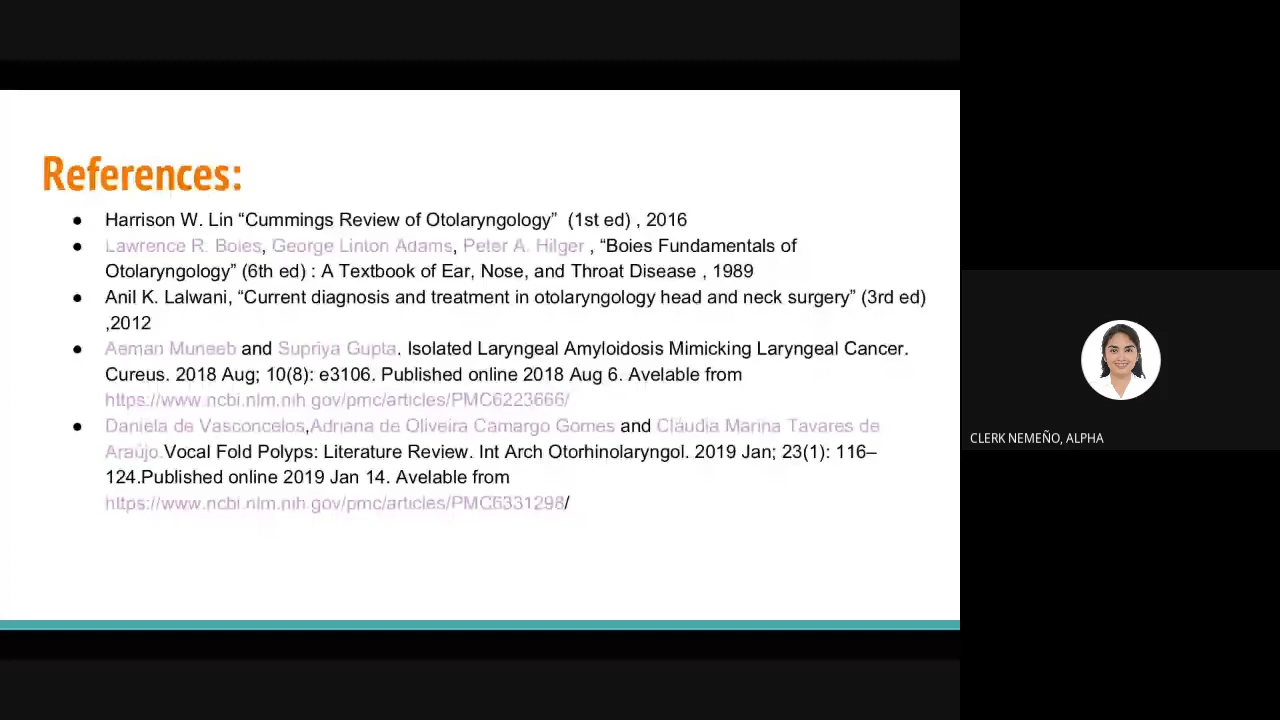 References:
● Harrison W. Lin “Cummings Review of Otolaryngology” (1st ed) , 2016
● Lawrence R. Boies, George Linton Adams, Peter A. Hilger , “Boies Fundamentals of
Otolaryngology” (6th ed) : A Textbook of Ear, Nose, and Throat Disease , 1989
● Anil K. Lalwani, “Current diagnosis and treatment in otolaryngology head and neck surgery” (3rd ed)
,2012
● Aeman Muneeb and Supriya Gupta. Isolated Laryngeal Amyloidosis Mimicking Laryngeal Cancer.
Cureus. 2018 Aug; 10(8): e3106. Published online 2018 Aug 6. Avelable from
https://www.ncbi.nlm.nih.gov/pmc/articles/PMC6223666/
● Daniela de Vasconcelos,Adriana de Oliveira Camargo Gomes and Cláudia Marina Tavares de
Araújo.Vocal Fold Polyps: Literature Review. Int Arch Otorhinolaryngol. 2019 Jan; 23(1): 116–
124.Published online 2019 Jan 14. Avelable from
https://www.ncbi.nlm.nih.gov/pmc/articles/PMC6331298/
CLERK NEMEÑO, ALPHA